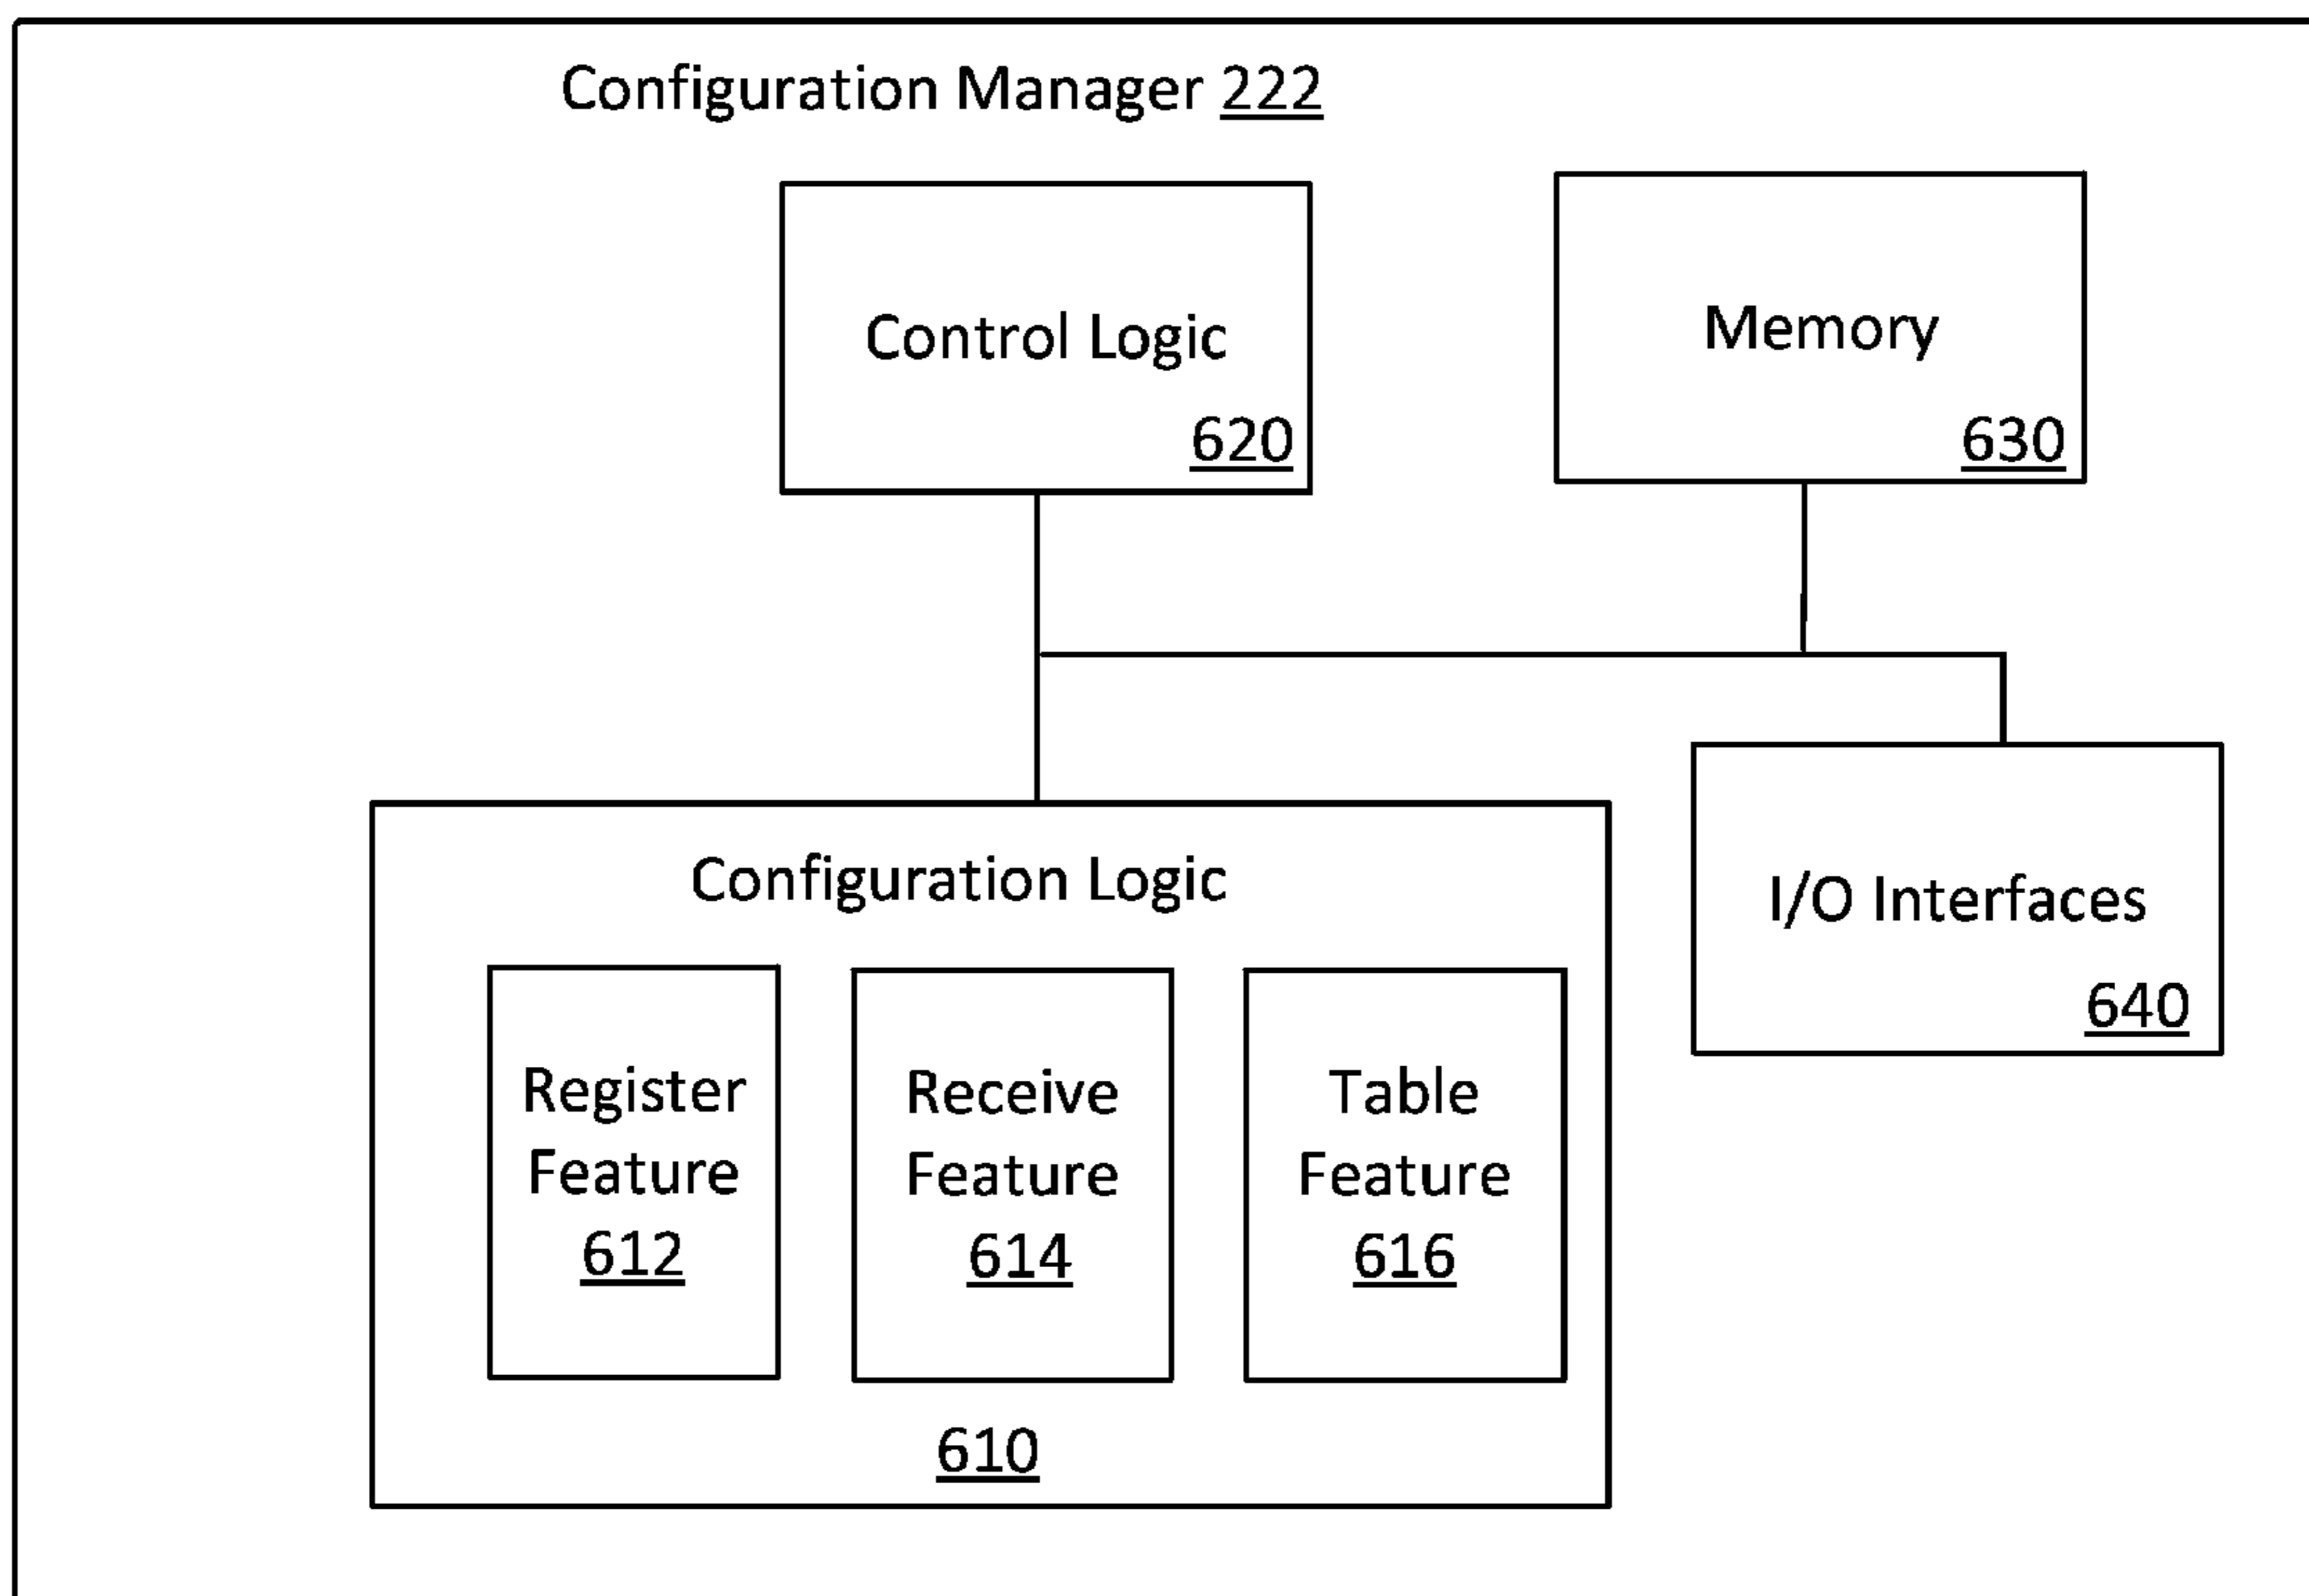 Configuration Manager 222
Control Logic
620
Memory
630
Configuration Logic
Register
Feature
612
Receive
Feature
614
Table
Feature
616
610
I/O Interfaces
640